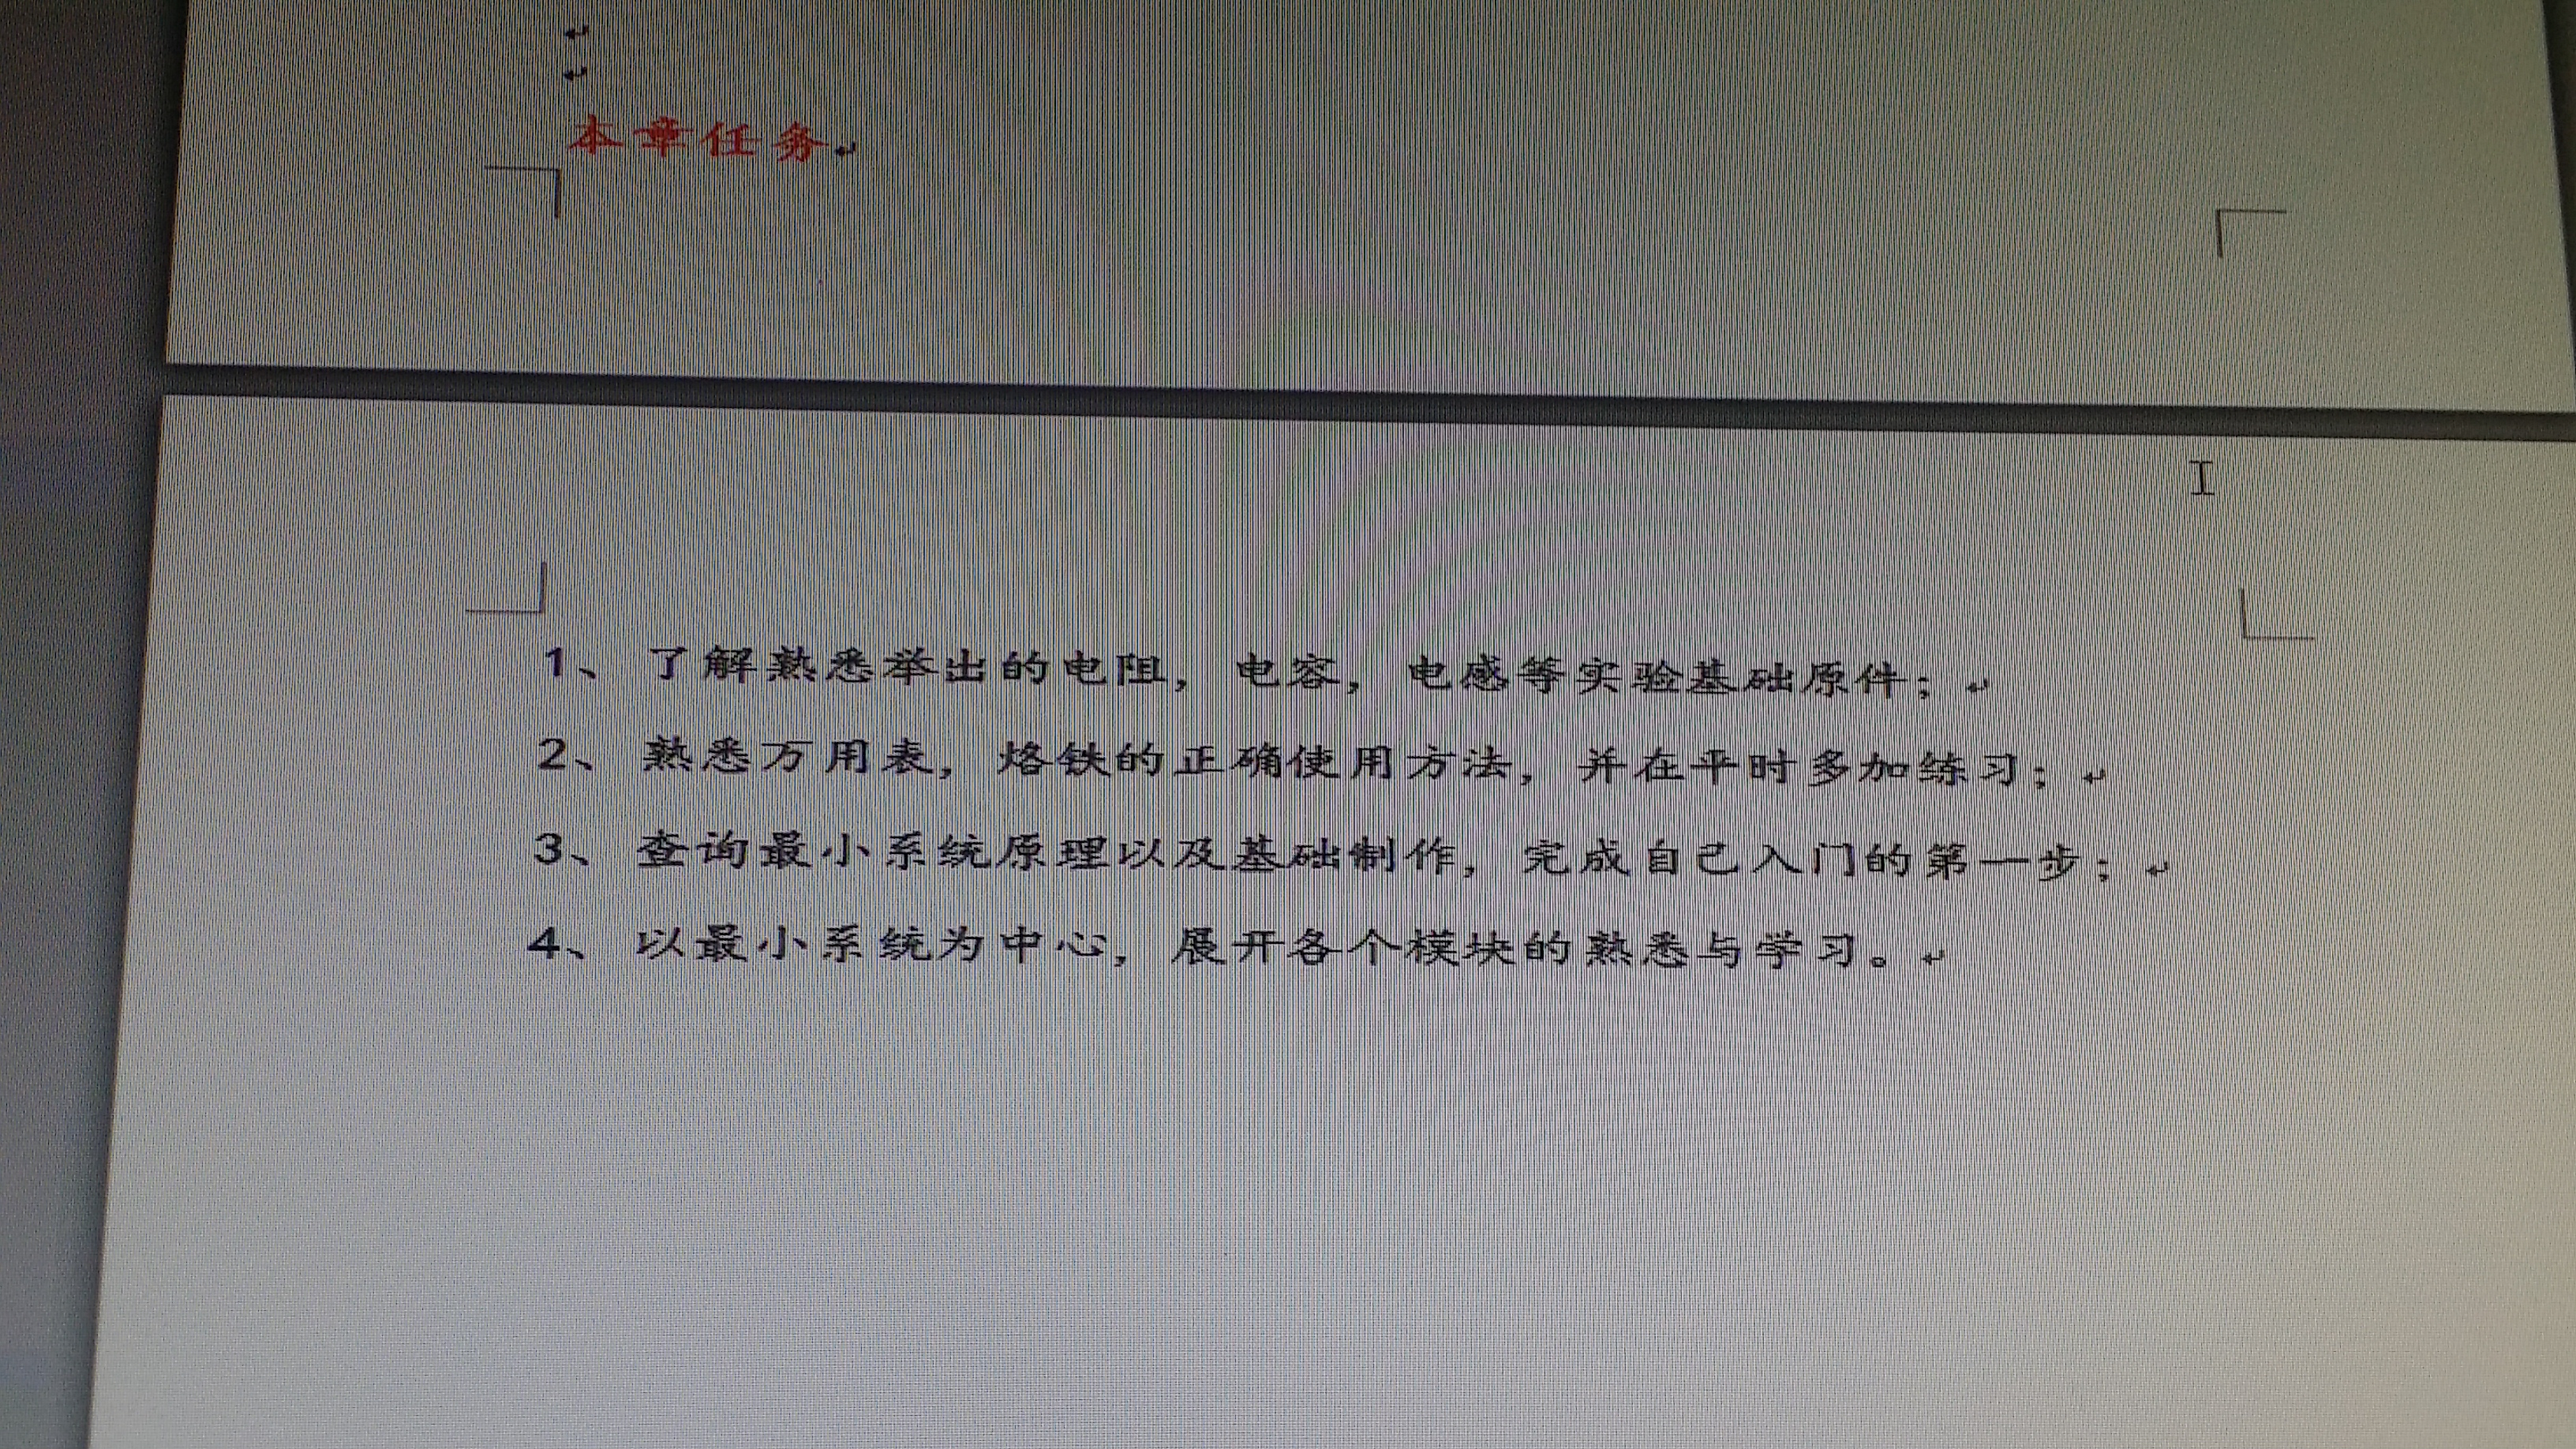 本章任务
1、 了解熟悉举出的电阻，电容，电感等实验基础原件；
2、 熟悉万用表，烙铁的正确使用方法，并在平时多加练习；
3、 查询最小系统原理以及基础制作，完成自己入门的第一步；
4、 以最小系统为中心，展开各个模块的熟悉与学习。